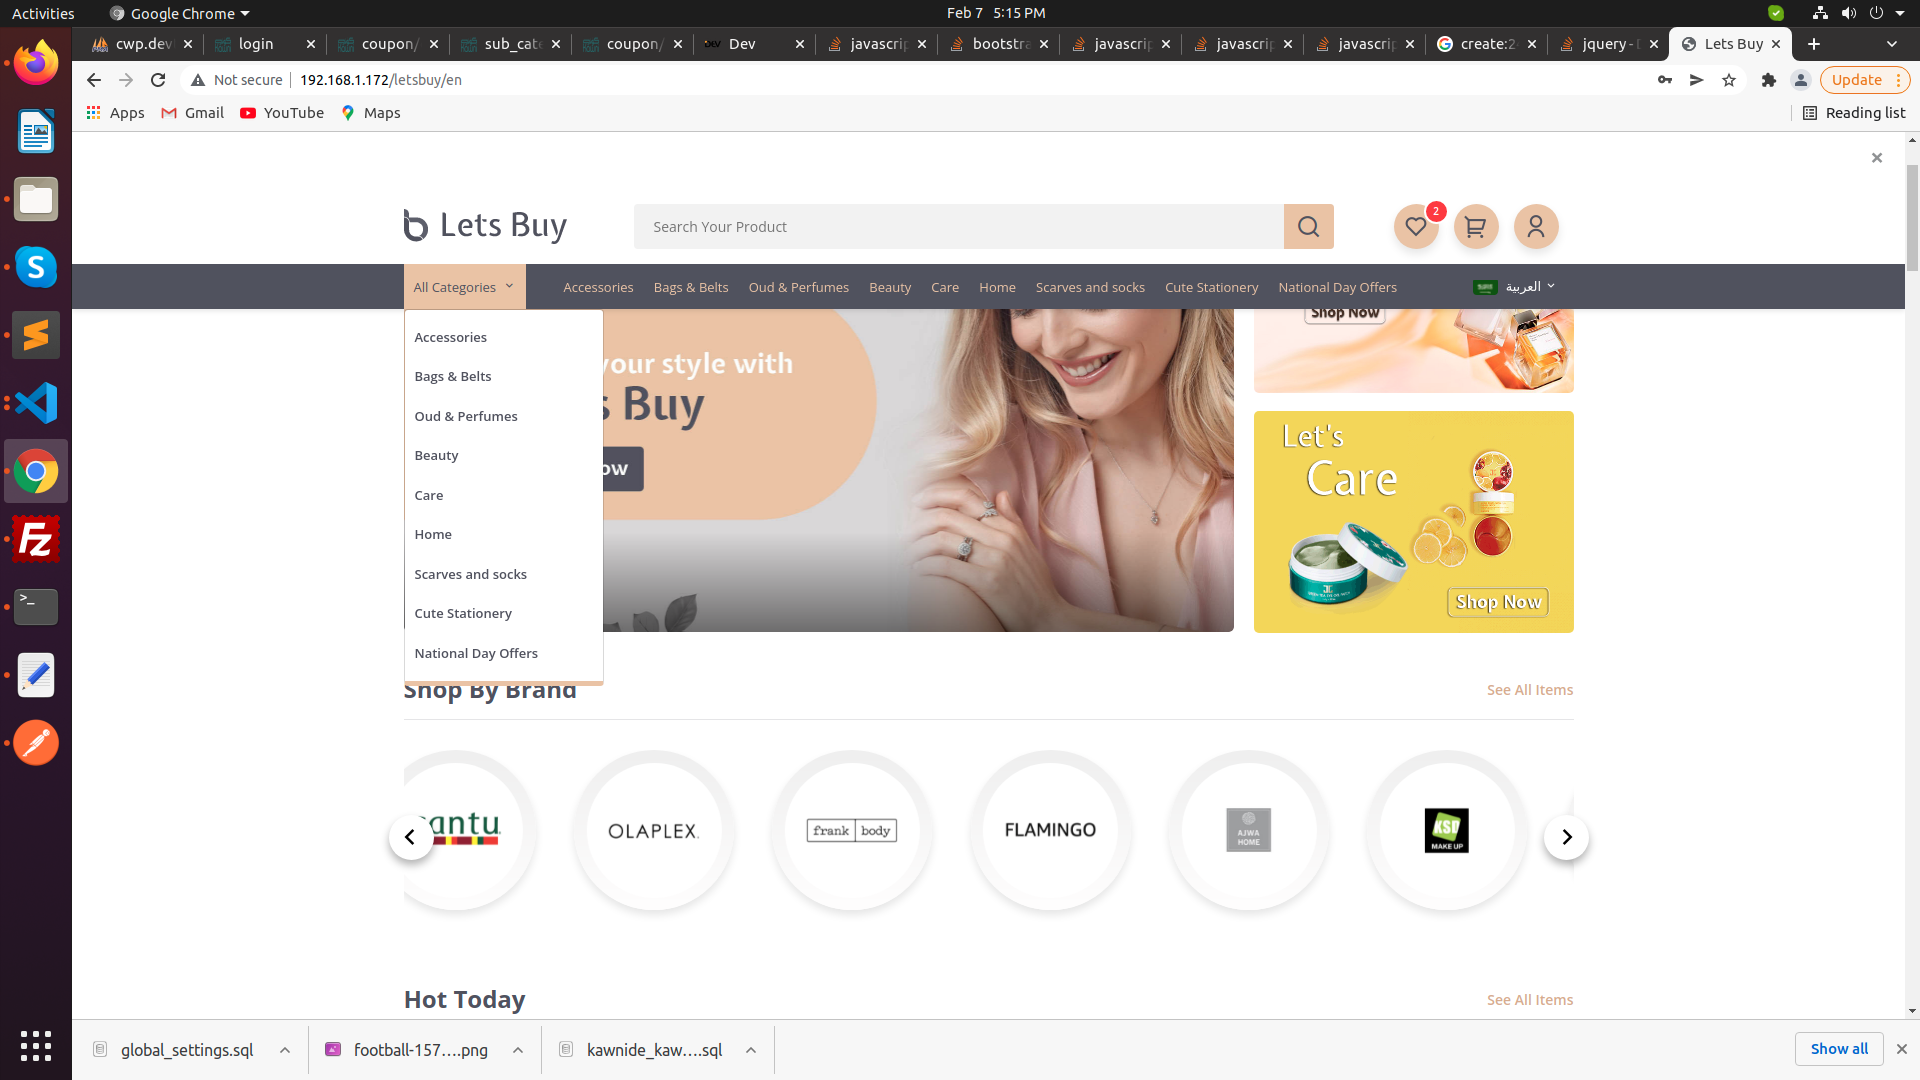 Activities
Google Chrome
Feb 7 5:15 PM
cwp.dev
login
coupon/
sub_cate
coupon/
Dev
javascrip
bootstra
javascrip
javascrip
javascrip
create:2
jquery - D
Lets Buy
Not secure
192.168.1.172/letsbuy/en
Update
Apps
Gmail
YouTube
Maps
Reading list
Lets Buy
Search Your Product
2
All Categories
Accessories
Bags & Belts
Oud & Perfumes
Beauty
Care
Home
Scarves and socks
Cute Stationery
National Day Offers
العربية
Accessories
Bags & Belts
Oud & Perfumes
Beauty
Care
Home
Scarves and socks
Cute Stationery
National Day Offers
your style with
s Buy
ow
Shop Now
Let's
Care
Shop Now
Shop By Brand
See All Items
cantu
OLAPLEX.
frank body
FLAMINGO
AJWA
HOME
KSD
MAKE UP
Hot Today
See All Items
global_settings.sql
football-157....png
kawnide_kaw....sql
Show all